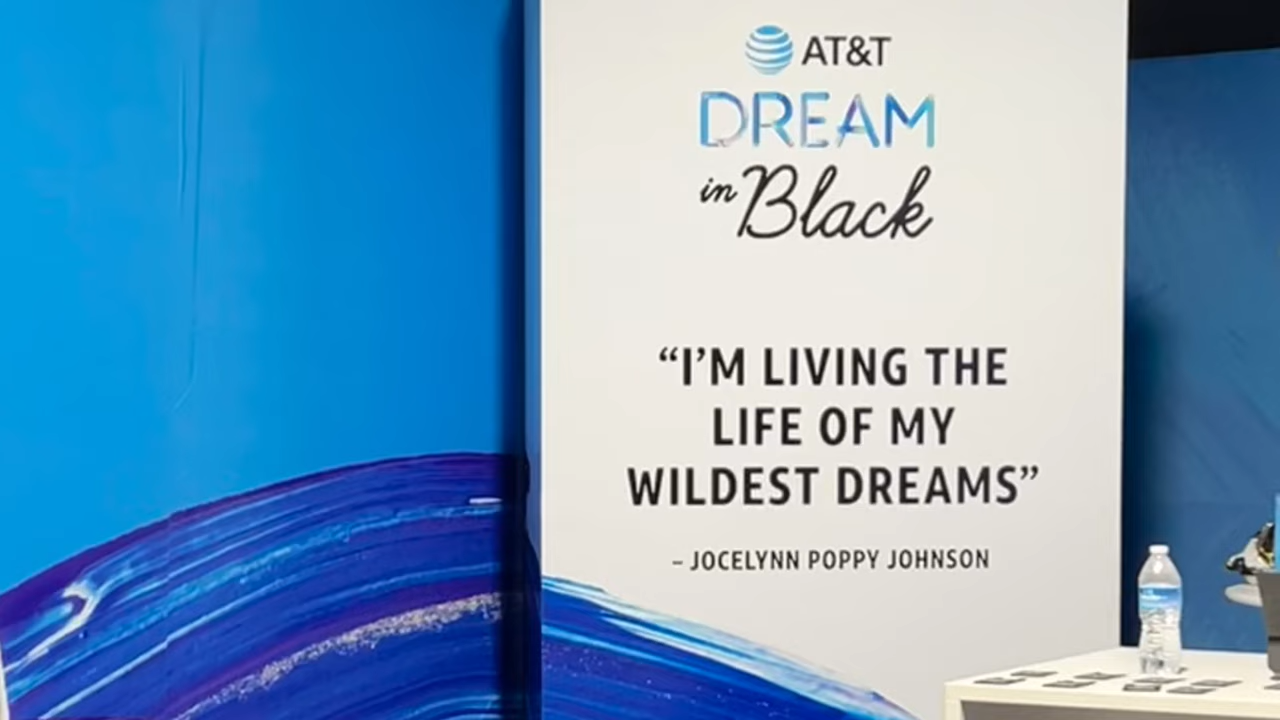 AT&T
DREAM
in Black
“I’M LIVING THE
LIFE OF MY
WILDEST DREAMS”
– JOCELYNN POPPY JOHNSON